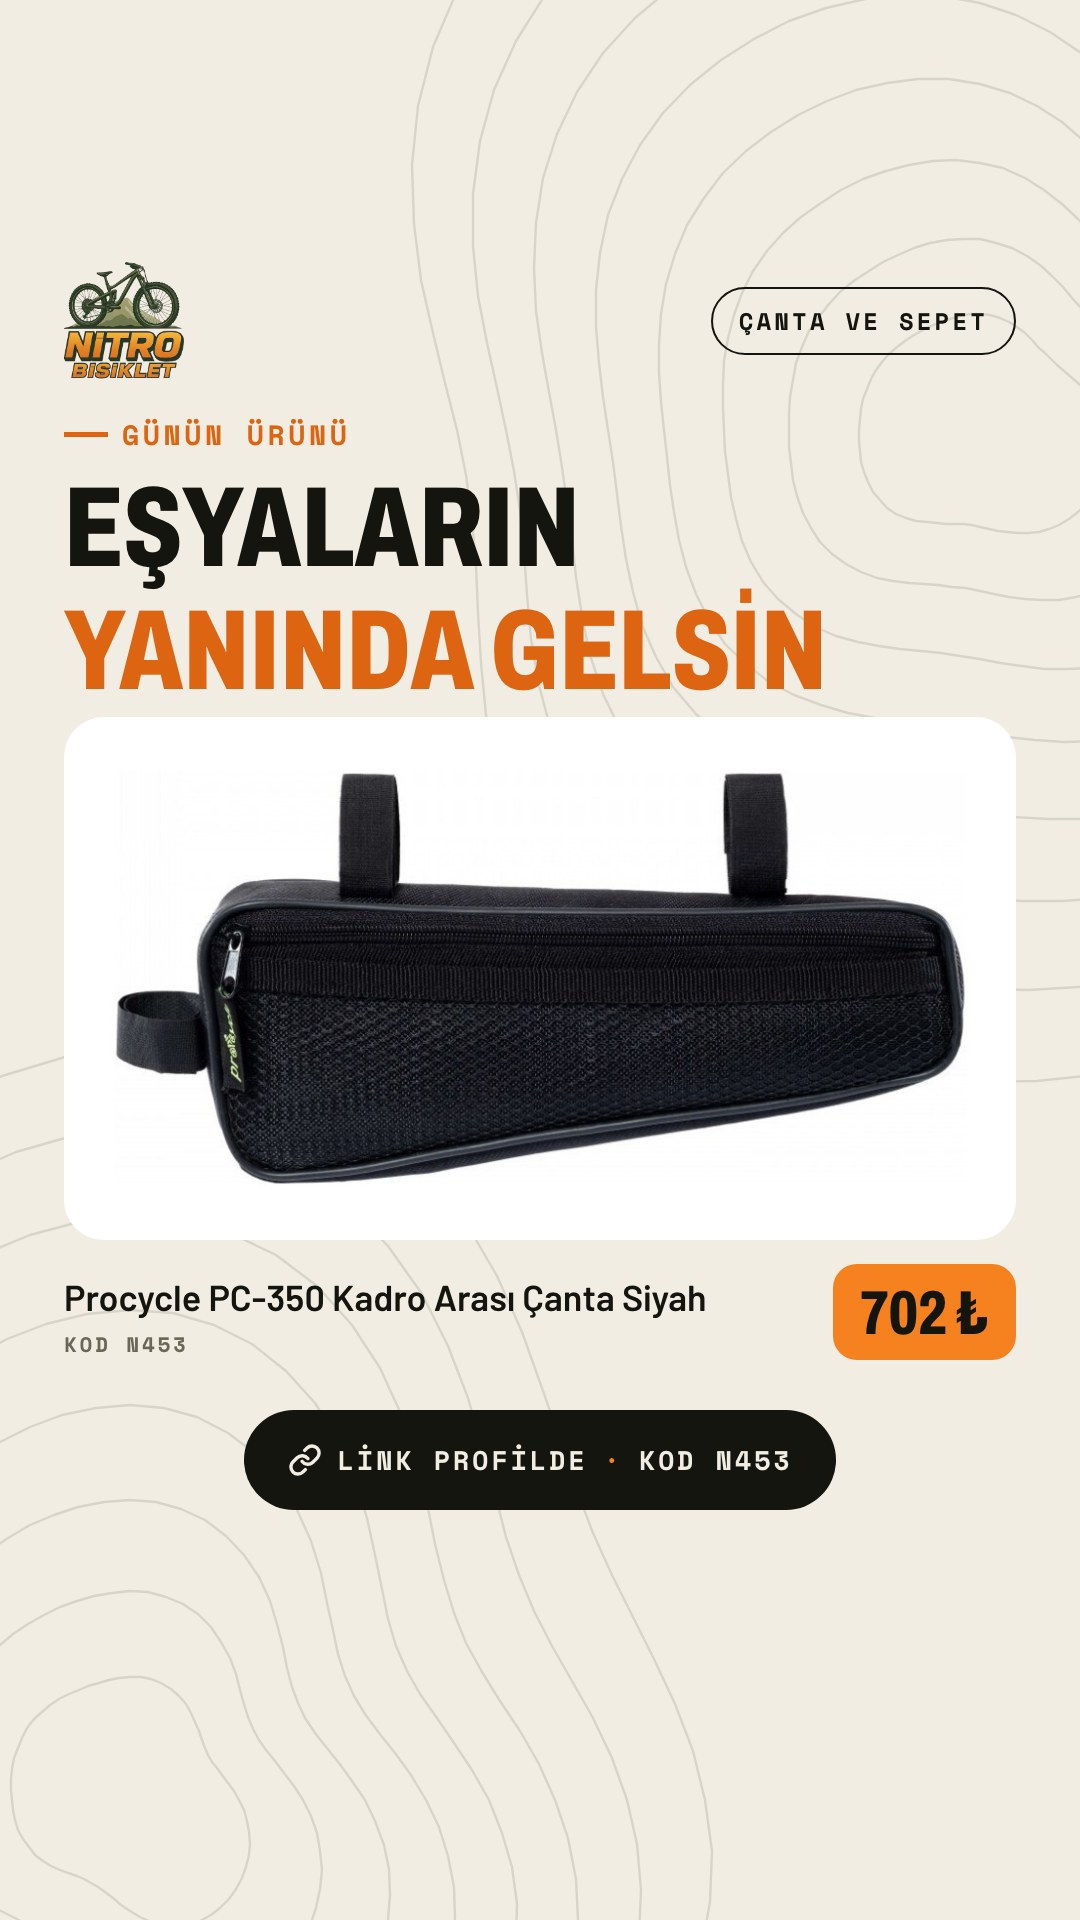 NiTRO
BiSiKLET
ÇANTA VE SEPET
GÜNÜN ÜRÜNÜ
EŞYALARIN
YANINDA GELSİN
procycle
Procycle PC-350 Kadro Arası Çanta Siyah
KOD N453
702 ₺
LİNK PROFİLDE · KOD N453